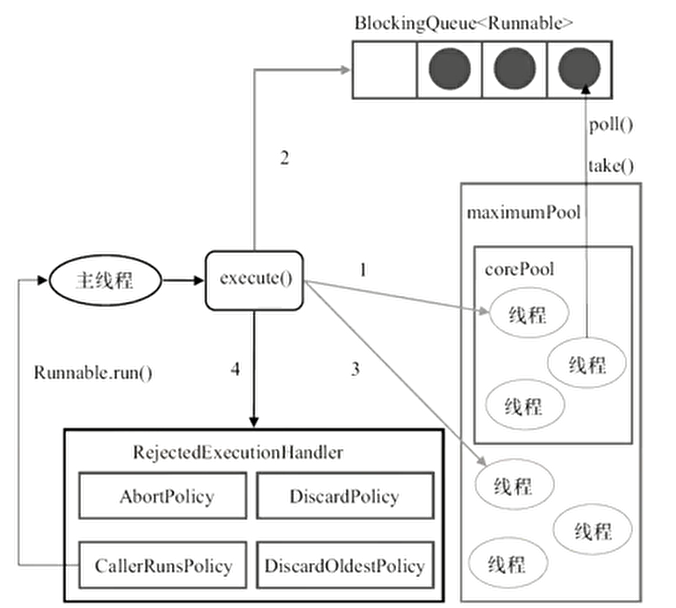 BlockingQueue<Runnable>
poll()
2
take()
maximumPool
corePool
1
主线程
execute()
线程
线程
3
4
Runnable.run()
线程
RejectedExecutionHandler
线程
AbortPolicy
DiscardPolicy
线程
CallerRunsPolicy
DiscardOldestPolicy
线程